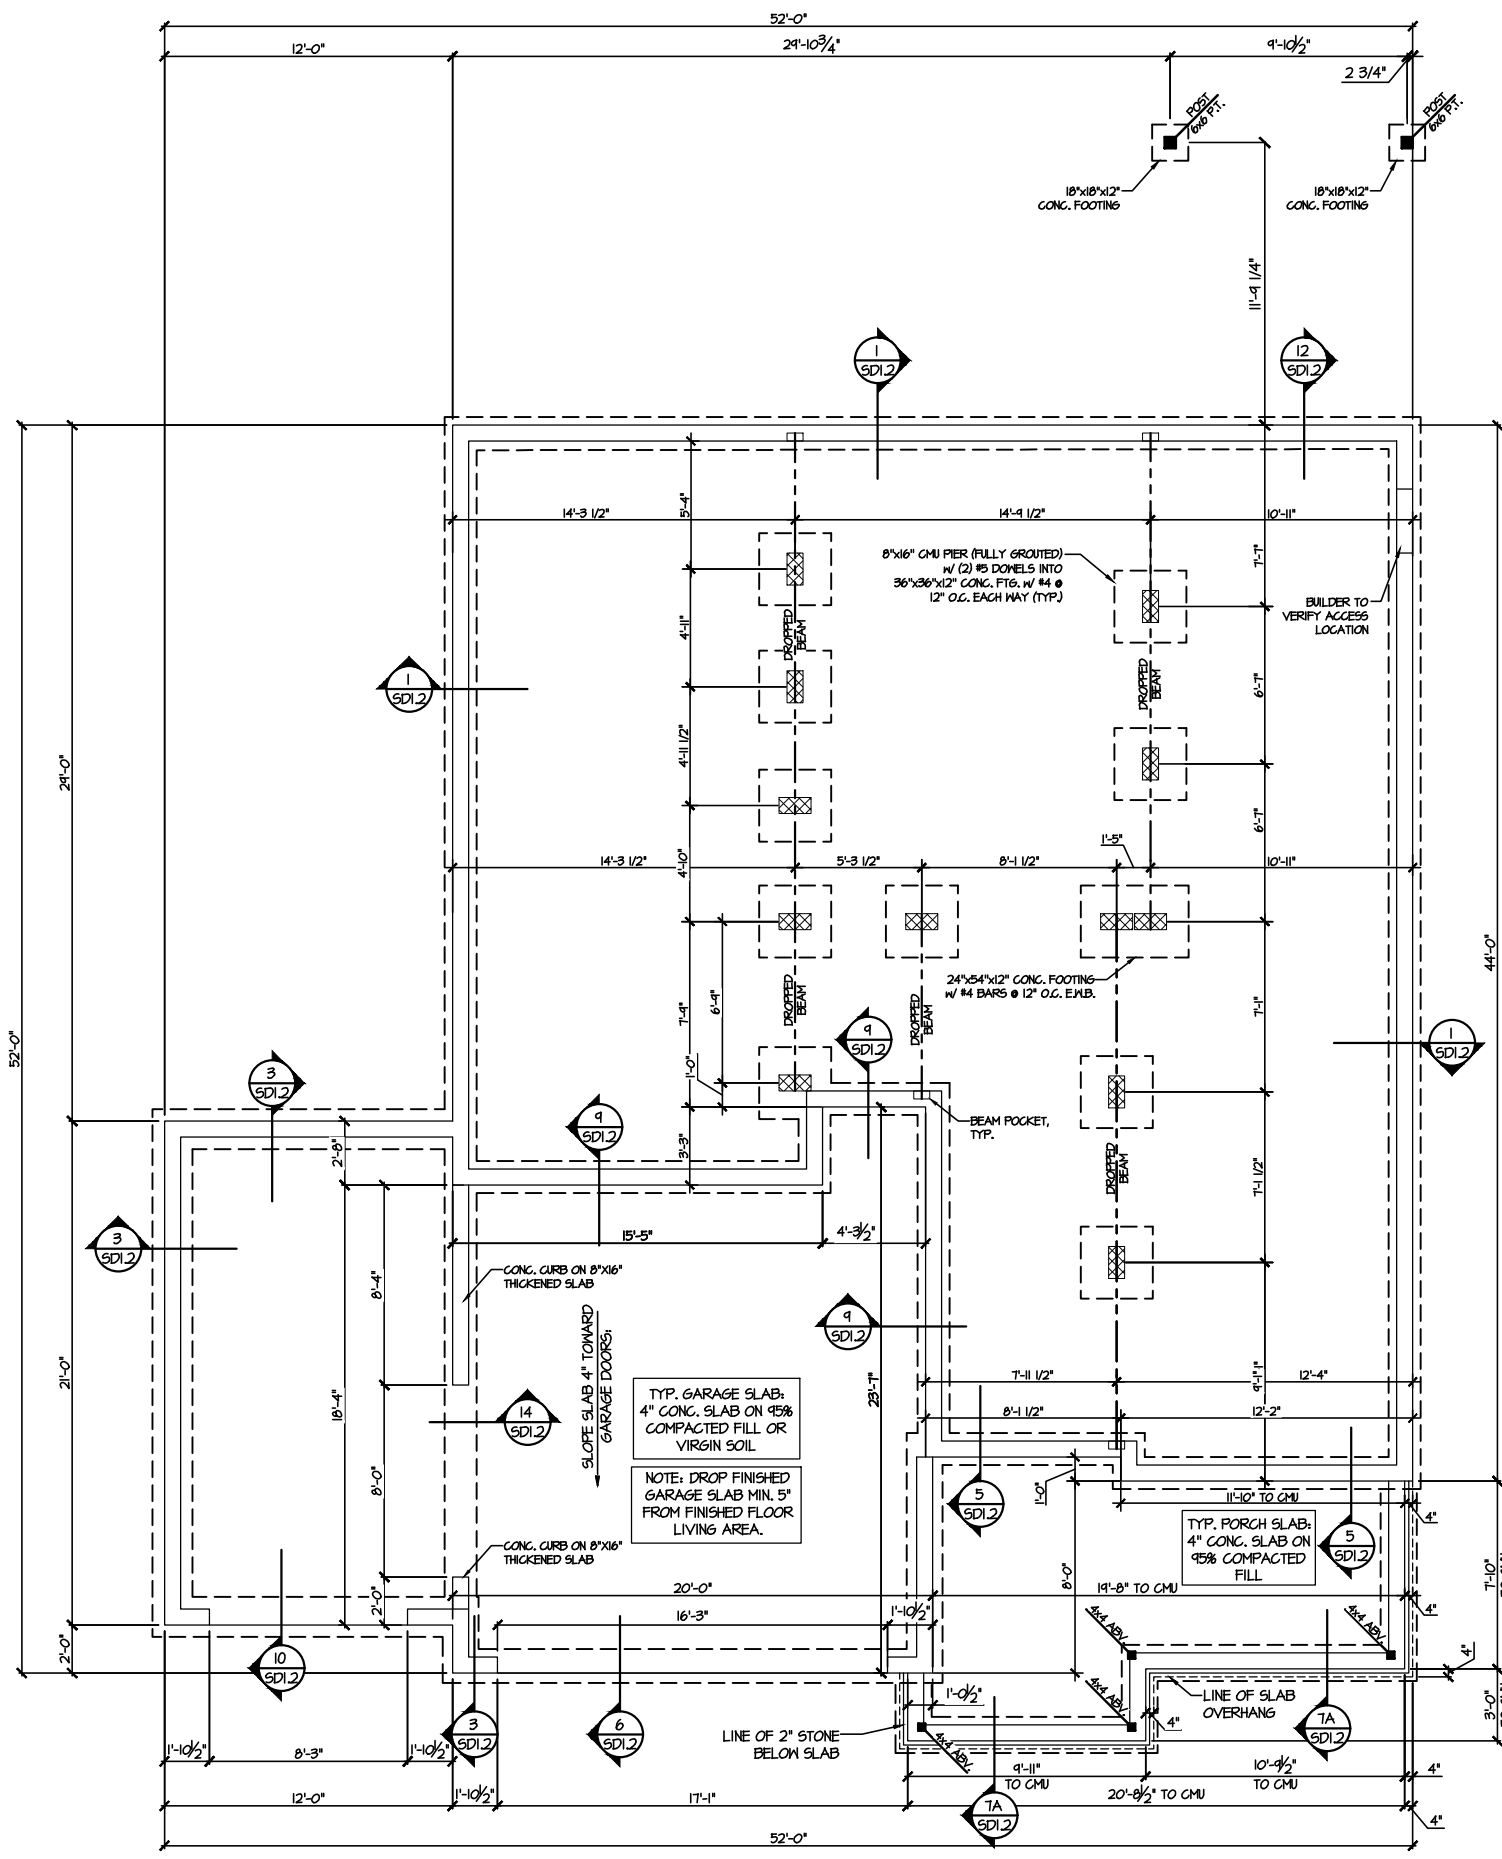 52'-0"
12'-0"
29'-10 3/4"
9'-10 1/2"
2 3/4"
POST
6x6 P.T.
POST
6x6 P.T.
18"x18"x12"
CONC. FOOTING
18"x18"x12"
CONC. FOOTING
11'-9 1/4"
1
SD1.2
12
SD1.2
5'-4"
14'-3 1/2"
14'-9 1/2"
10'-11"
7'-7"
8"x16" CMU PIER (FULLY GROUTED)
W/ (2) #5 DOWELS INTO
36"x36"x12" CONC. FTG. W/ #4 @
12" O.C. EACH WAY (TYP.)
BUILDER TO
VERIFY ACCESS
LOCATION
4'-11"
DROPPED
BEAM
DROPPED
BEAM
6'-7"
1
SD1.2
4'-11 1/2"
29'-0"
6'-7"
1'-5"
14'-3 1/2"
5'-3 1/2"
8'-1 1/2"
10'-11"
4'-10"
44'-0"
24"x54"x12" CONC. FOOTING
W/ #4 BARS @ 12" O.C. E.W.B.
7'-9"
6'-9"
DROPPED
BEAM
DROPPED
BEAM
7'-1"
52'-0"
9
SD1.2
1
SD1.2
1'-0"
3
SD1.2
9
SD1.2
BEAM POCKET,
TYP.
2'-8"
3'-3"
DROPPED
BEAM
7'-1 1/2"
3
SD1.2
15'-5"
4'-3 1/2"
CONC. CURB ON 8"X16"
THICKENED SLAB
8'-4"
9
SD1.2
SLOPE SLAB 4" TOWARD
GARAGE DOORS.
21'-0"
18'-4"
23'-7"
7'-11 1/2"
9'-1"
12'-4"
TYP. GARAGE SLAB:
4" CONC. SLAB ON 95%
COMPACTED FILL OR
VIRGIN SOIL
14
SD1.2
8'-1 1/2"
12'-2"
8'-0"
NOTE: DROP FINISHED
GARAGE SLAB MIN. 5"
FROM FINISHED FLOOR
LIVING AREA.
5
SD1.2
1'-0"
11'-10" TO CMU
4"
TYP. PORCH SLAB:
4" CONC. SLAB ON
95% COMPACTED
FILL
5
SD1.2
CONC. CURB ON 8"X16"
THICKENED SLAB
8'-0"
7'-10"
20'-0"
19'-8" TO CMU
2'-0"
16'-3"
1'-10 1/2"
4x4 ABV.
4x4 ABV.
4"
2'-0"
10
SD1.2
4"
4x4 ABV.
1'-0 1/2"
LINE OF SLAB
OVERHANG
3'-0"
3
SD1.2
6
SD1.2
LINE OF 2" STONE
BELOW SLAB
4x4 ABV.
4"
7A
SD1.2
1'-10 1/2"
8'-3"
1'-10 1/2"
9'-11"
TO CMU
10'-9 1/2"
TO CMU
4"
12'-0"
1'-10 1/2"
17'-1"
7A
SD1.2
20'-8 1/2" TO CMU
4"
52'-0"